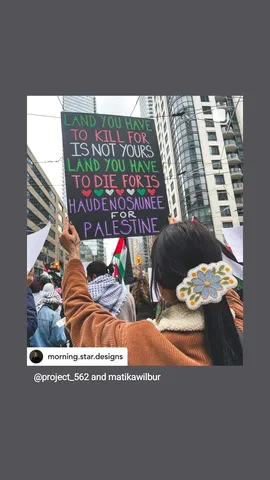 LAND YOU HAVE
TO KILL FOR
IS NOT YOURS
LAND YOU HAVE
TO DIE FOR IS
HAUDENOSAUNEE
FOR
PALESTINE
morning.star.designs
@project_562 and matikawilbur